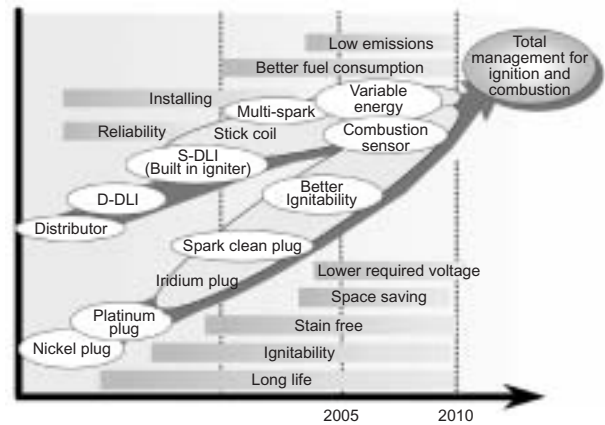 Low emissions
Better fuel consumption
Total
management for
ignition and
combustion
Installing
Multi-spark
Variable
energy
Reliability
Stick coil
Combustion
sensor
S-DLI
(Built in igniter)
D-DLI
Better
Ignitability
Distributor
Spark clean plug
Iridium plug
Lower required voltage
Space saving
Platinum
plug
Stain free
Nickel plug
Ignitability
Long life
2005
2010